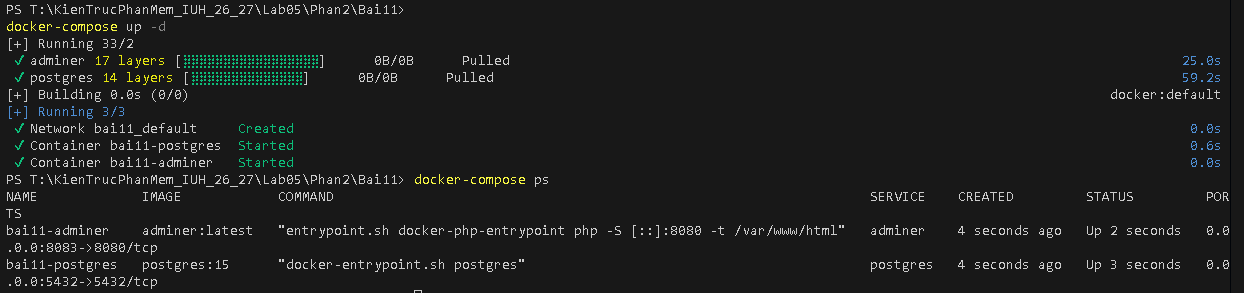 PS T:\KienTrucPhanMem_IUH_26_27\Lab05\Phan2\Bai11>
docker-compose up -d
[+] Running 33/2
✓ adminer 17 layers [⣿⣿⣿⣿⣿⣿⣿⣿⣿⣿⣿⣿⣿⣿⣿⣿⣿] 0B/0B Pulled 25.0s
✓ postgres 14 layers [⣿⣿⣿⣿⣿⣿⣿⣿⣿⣿⣿⣿⣿⣿] 0B/0B Pulled 59.2s
[+] Building 0.0s (0/0) docker:default
[+] Running 3/3
✓ Network bai11_default Created 0.0s
✓ Container bai11-postgres Started 0.6s
✓ Container bai11-adminer Started 0.0s
PS T:\KienTrucPhanMem_IUH_26_27\Lab05\Phan2\Bai11> docker-compose ps
NAME IMAGE COMMAND SERVICE CREATED STATUS POR
TS
bai11-adminer adminer:latest "entrypoint.sh docker-php-entrypoint php -S [::]:8080 -t /var/www/html" adminer 4 seconds ago Up 2 seconds 0.0
.0.0:8083->8080/tcp
bai11-postgres postgres:15 "docker-entrypoint.sh postgres" postgres 4 seconds ago Up 3 seconds 0.0
.0.0:5432->5432/tcp